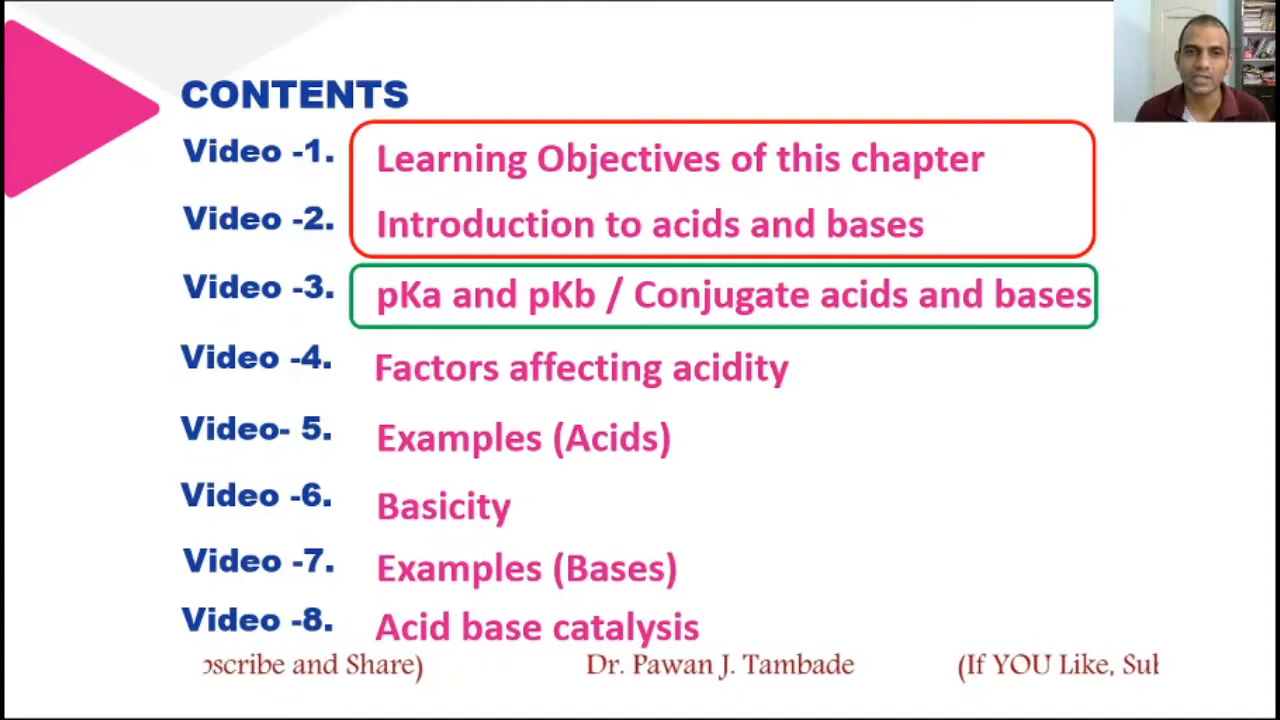 CONTENTS
Video -1. Learning Objectives of this chapter
Video -2. Introduction to acids and bases
Video -3. pKa and pKb / Conjugate acids and bases
Video -4. Factors affecting acidity
Video- 5. Examples (Acids)
Video -6. Basicity
Video -7. Examples (Bases)
Video -8. Acid base catalysis
and Share) Dr. Pawan J. Tambade (If YOU Like,